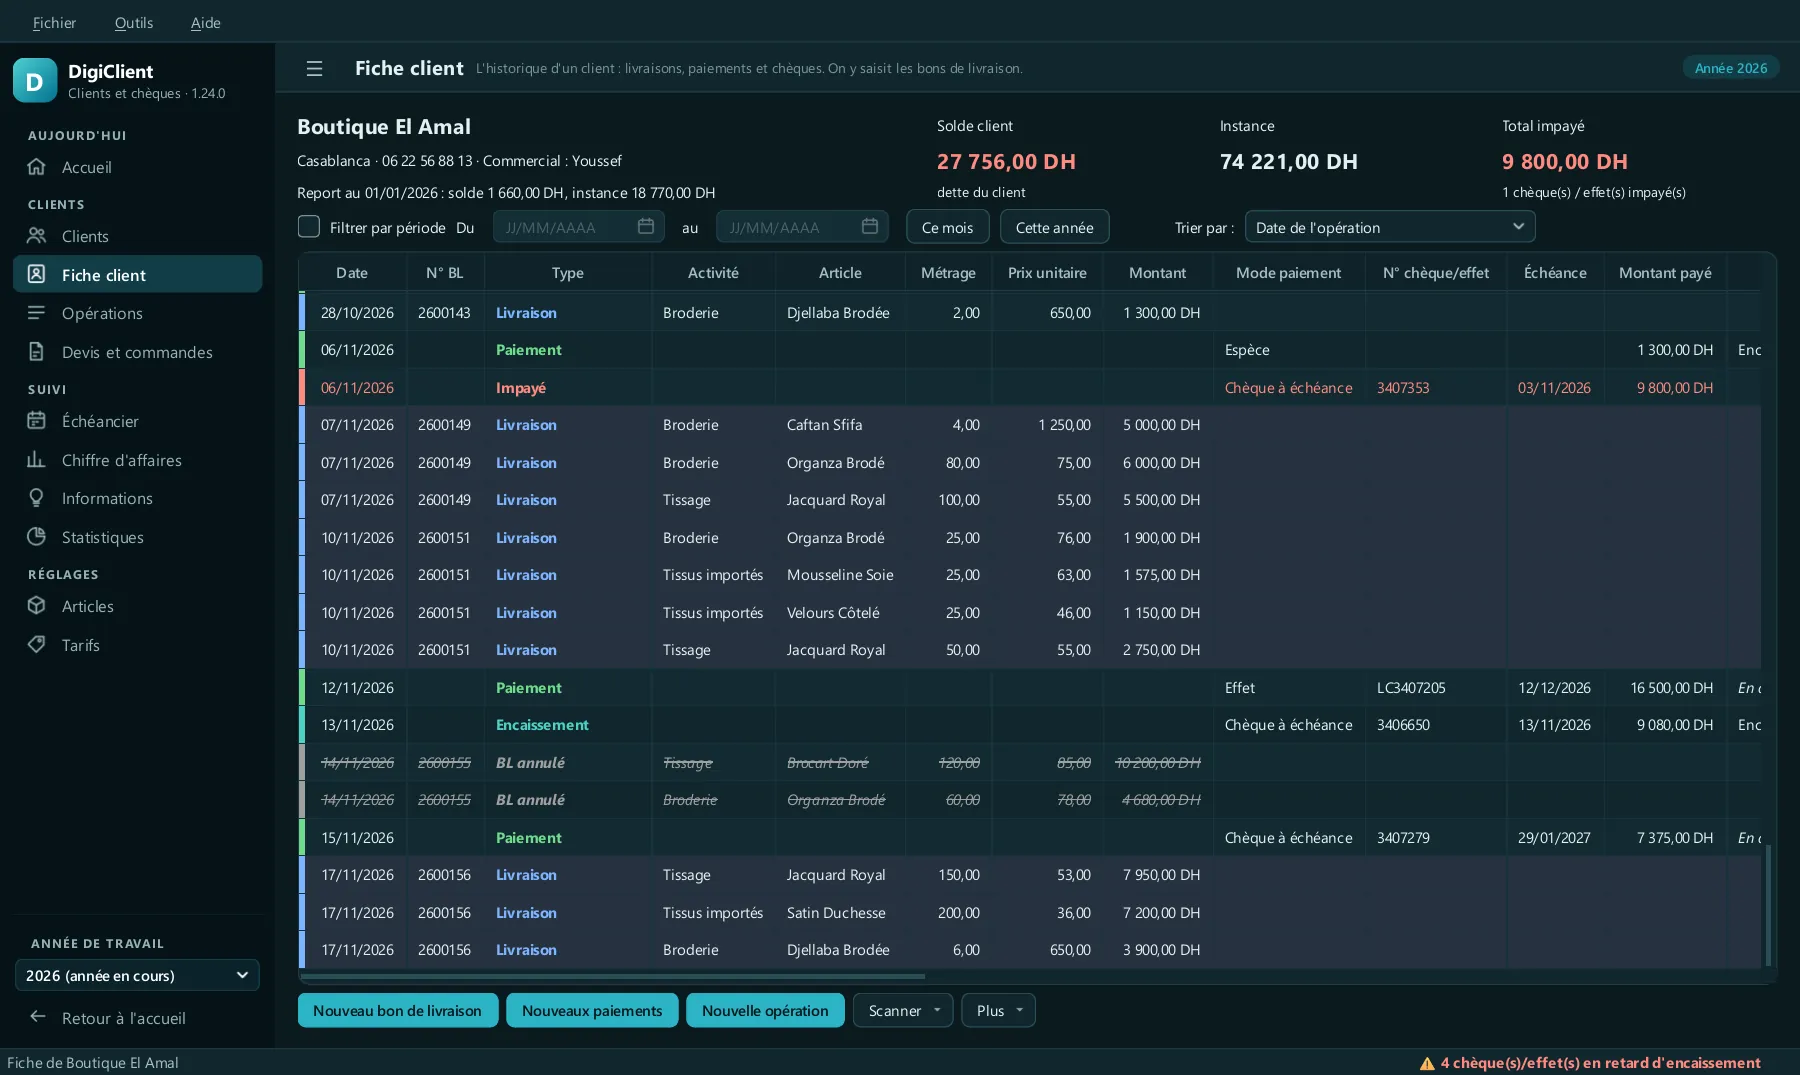 Fichier Outils Aide
D DigiClient
Clients et chèques · 1.24.0
AUJOURD'HUI
Accueil
CLIENTS
Clients
Fiche client
Opérations
Devis et commandes
SUIVI
Échéancier
Chiffre d'affaires
Informations
Statistiques
RÉGLAGES
Articles
Tarifs
ANNÉE DE TRAVAIL
2026 (année en cours)
Retour à l'accueil
Fiche client L'historique d'un client : livraisons, paiements et chèques. On y saisit les bons de livraison. Année 2026
Boutique El Amal
Casablanca · 06 22 56 88 13 · Commercial : Youssef
Report au 01/01/2026 : solde 1 660,00 DH, instance 18 770,00 DH
Solde client
27 756,00 DH
dette du client
Instance
74 221,00 DH
Total impayé
9 800,00 DH
1 chèque(s) / effet(s) impayé(s)
Filtrer par période Du JJ/MM/AAAA au JJ/MM/AAAA Ce mois Cette année Trier par : Date de l'opération
Date N° BL Type Activité Article Métrage Prix unitaire Montant Mode paiement N° chèque/effet Échéance Montant payé
28/10/2026 2600143 Livraison Broderie Djellaba Brodée 2,00 650,00 1 300,00 DH
06/11/2026 Paiement Espèce 1 300,00 DH Enc
06/11/2026 Impayé Chèque à échéance 3407353 03/11/2026 9 800,00 DH
07/11/2026 2600149 Livraison Broderie Caftan Sfifa 4,00 1 250,00 5 000,00 DH
07/11/2026 2600149 Livraison Broderie Organza Brodé 80,00 75,00 6 000,00 DH
07/11/2026 2600149 Livraison Tissage Jacquard Royal 100,00 55,00 5 500,00 DH
10/11/2026 2600151 Livraison Broderie Organza Brodé 25,00 76,00 1 900,00 DH
10/11/2026 2600151 Livraison Tissus importés Mousseline Soie 25,00 63,00 1 575,00 DH
10/11/2026 2600151 Livraison Tissus importés Velours Côtelé 25,00 46,00 1 150,00 DH
10/11/2026 2600151 Livraison Tissage Jacquard Royal 50,00 55,00 2 750,00 DH
12/11/2026 Paiement Effet LC3407205 12/12/2026 16 500,00 DH En
13/11/2026 Encaissement Chèque à échéance 3406650 13/11/2026 9 080,00 DH Enc
14/11/2026 2600155 BL annulé Tissage Brocart Doré 120,00 85,00 10 200,00 DH
14/11/2026 2600155 BL annulé Broderie Organza Brodé 60,00 78,00 4 680,00 DH
15/11/2026 Paiement Chèque à échéance 3407279 29/01/2027 7 375,00 DH En
17/11/2026 2600156 Livraison Tissage Jacquard Royal 150,00 53,00 7 950,00 DH
17/11/2026 2600156 Livraison Tissus importés Satin Duchesse 200,00 36,00 7 200,00 DH
17/11/2026 2600156 Livraison Broderie Djellaba Brodée 6,00 650,00 3 900,00 DH
Nouveau bon de livraison Nouveaux paiements Nouvelle opération Scanner Plus
Fiche de Boutique El Amal 4 chèque(s)/effet(s) en retard d'encaissement